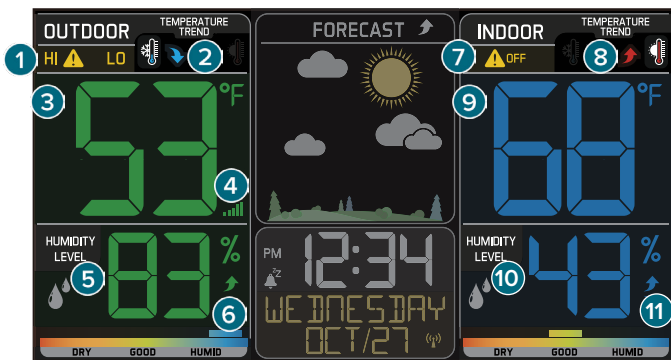 OUTDOOR
TEMPERATURE
TREND
1
HI
LO
2
3
53 °F
4
HUMIDITY
LEVEL
5
83 %
6
DRY GOOD HUMID
FORECAST
PM
Z
12:34
WEDNESDAY
OCT/27
INDOOR
TEMPERATURE
TREND
7
OFF
8
9
68 °F
HUMIDITY
LEVEL
10
43 %
11
DRY GOOD HUMID